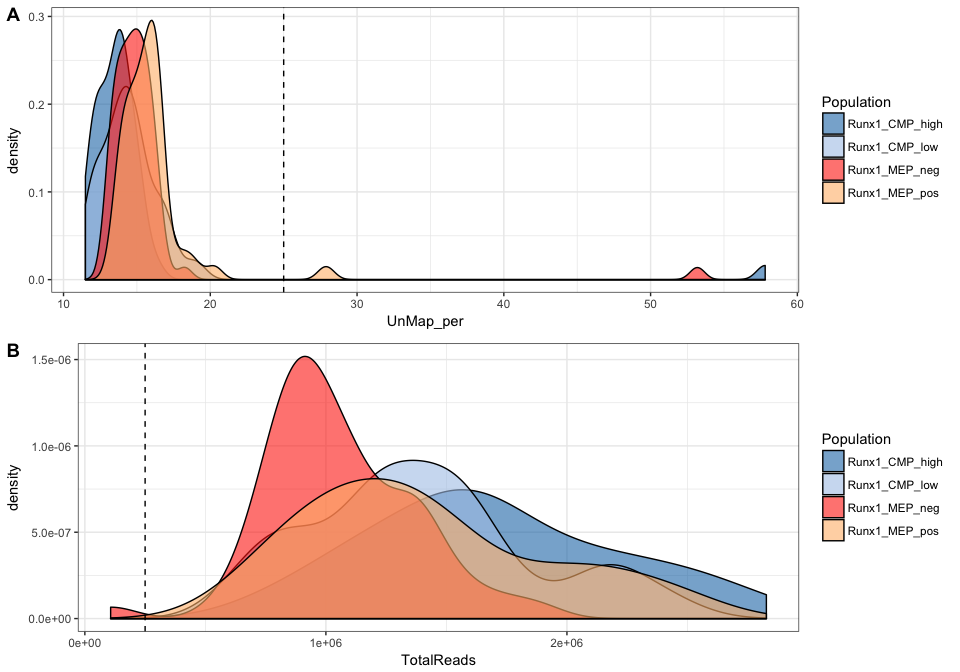 A
0.3
0.2
0.1
0.0
density
10 20 30 40 50 60
UnMap_per
Population
Runx1_CMP_high
Runx1_CMP_low
Runx1_MEP_neg
Runx1_MEP_pos
B
1.5e-06
1.0e-06
5.0e-07
0.0e+00
density
0e+00 1e+06 2e+06
TotalReads
Population
Runx1_CMP_high
Runx1_CMP_low
Runx1_MEP_neg
Runx1_MEP_pos